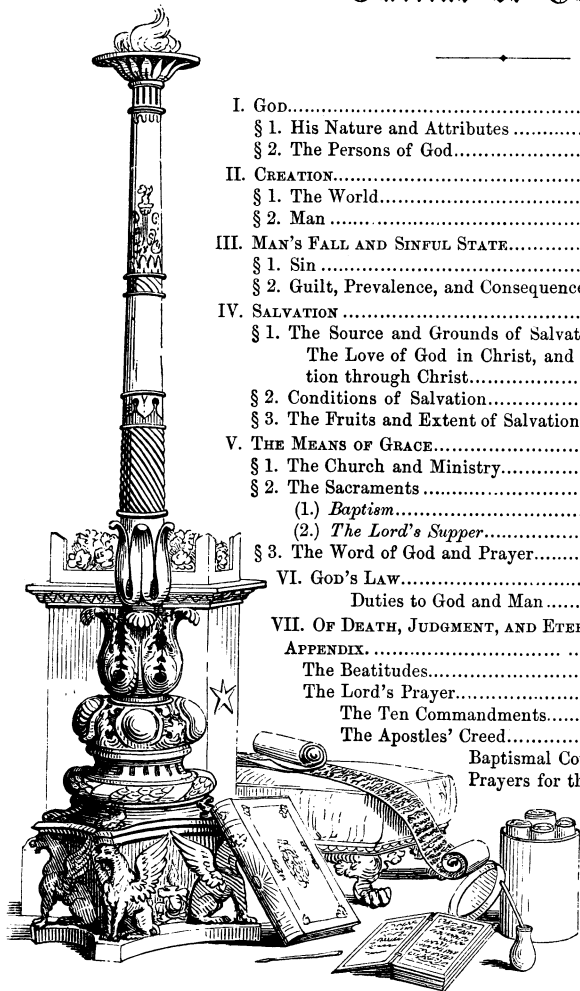 I. GOD
§ 1. His Nature and Attributes
§ 2. The Persons of God
II. CREATION
§ 1. The World
§ 2. Man
III. MAN'S FALL AND SINFUL STATE
§ 1. Sin
§ 2. Guilt, Prevalence, and Consequence
IV. SALVATION
§ 1. The Source and Grounds of Salvat
The Love of God in Christ, and
tion through Christ
§ 2. Conditions of Salvation
§ 3. The Fruits and Extent of Salvation
V. THE MEANS OF GRACE
§ 1. The Church and Ministry
§ 2. The Sacraments
(1.) Baptism
(2.) The Lord's Supper
§ 3. The Word of God and Prayer
VI. GOD'S LAW
Duties to God and Man
VII. OF DEATH, JUDGMENT, AND ETER
APPENDIX.
The Beatitudes
The Lord's Prayer
The Ten Commandments
The Apostles' Creed
Baptismal Co
Prayers for th